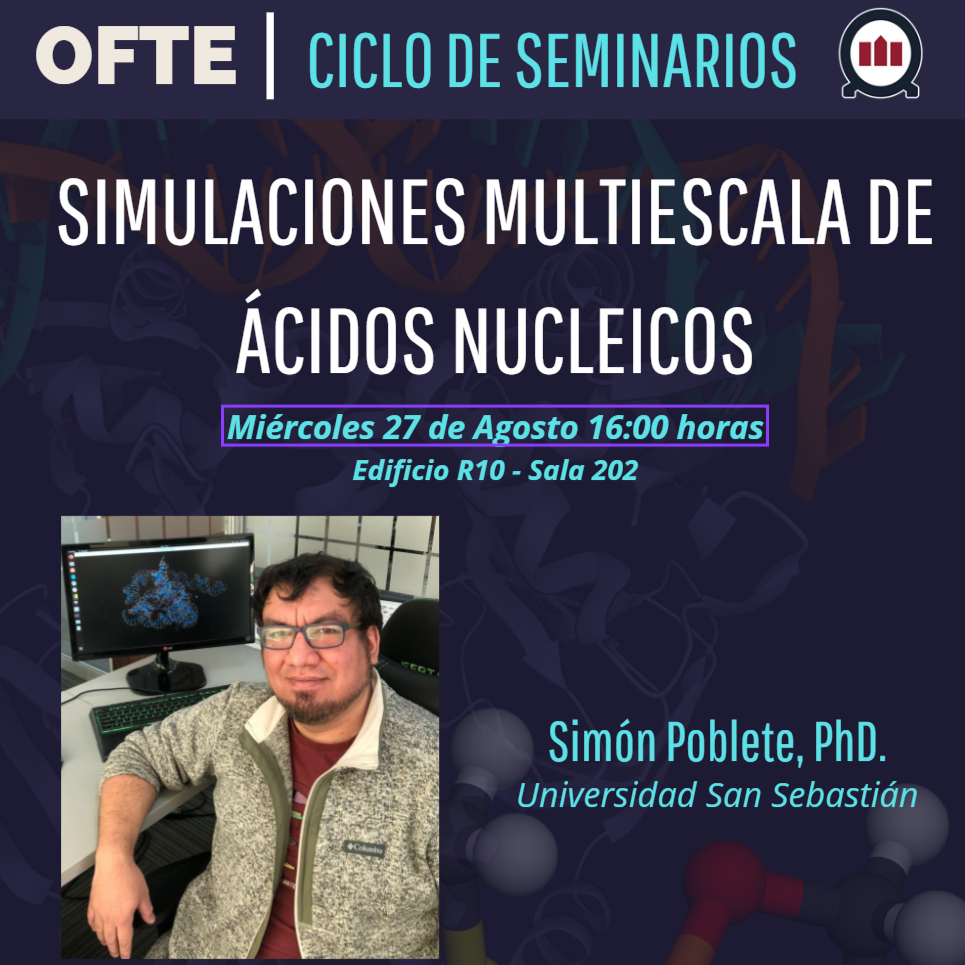 OFTE | CICLO DE SEMINARIOS
SIMULACIONES MULTIESCALA DE
ÁCIDOS NUCLEICOS
Miércoles 27 de Agosto 16:00 horas
Edificio R10 - Sala 202
Simón Poblete, PhD.
Universidad San Sebastián
Columbia